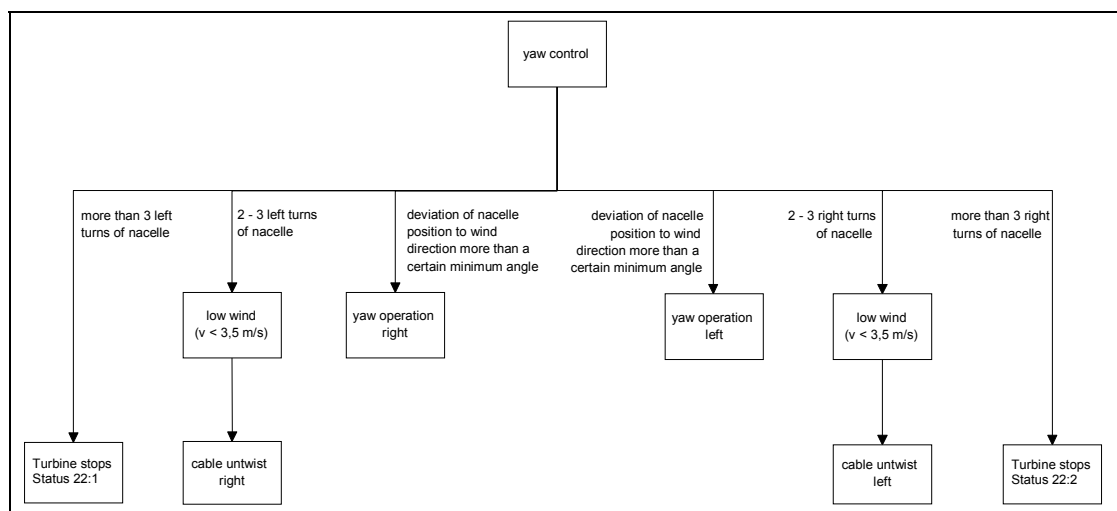 yaw control
more than 3 left
turns of nacelle
2 - 3 left turns
of nacelle
deviation of nacelle
position to wind
direction more than a
certain minimum angle
deviation of nacelle
position to wind
direction more than a
certain minimum angle
2 - 3 right turns
of nacelle
more than 3 right
turns of nacelle
low wind
(v < 3,5 m/s)
yaw operation
right
yaw operation
left
low wind
(v < 3,5 m/s)
Turbine stops
Status 22:1
cable untwist
right
cable untwist
left
Turbine stops
Status 22:2